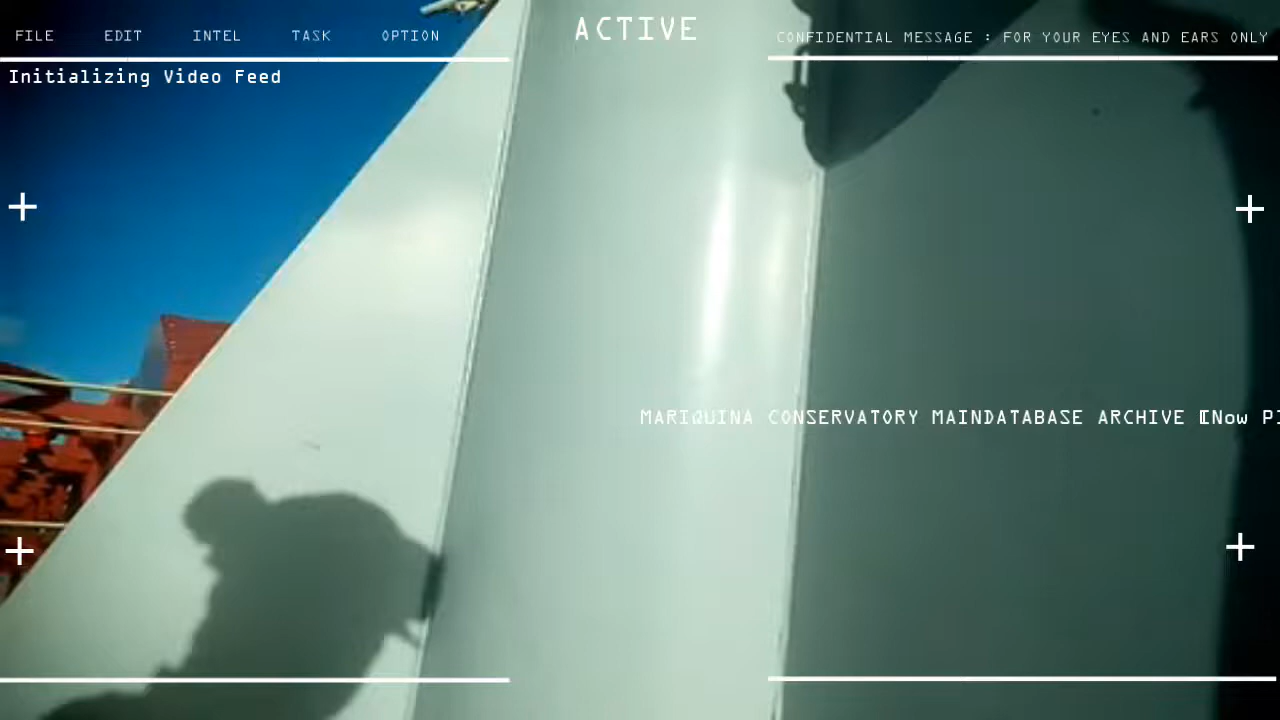 FILE EDIT INTEL TASK OPTION
ACTIVE
CONFIDENTIAL MESSAGE : FOR YOUR EYES AND EARS ONLY
Initializing Video Feed
MARIQUINA CONSERVATORY MAINDATABASE ARCHIVE [Now